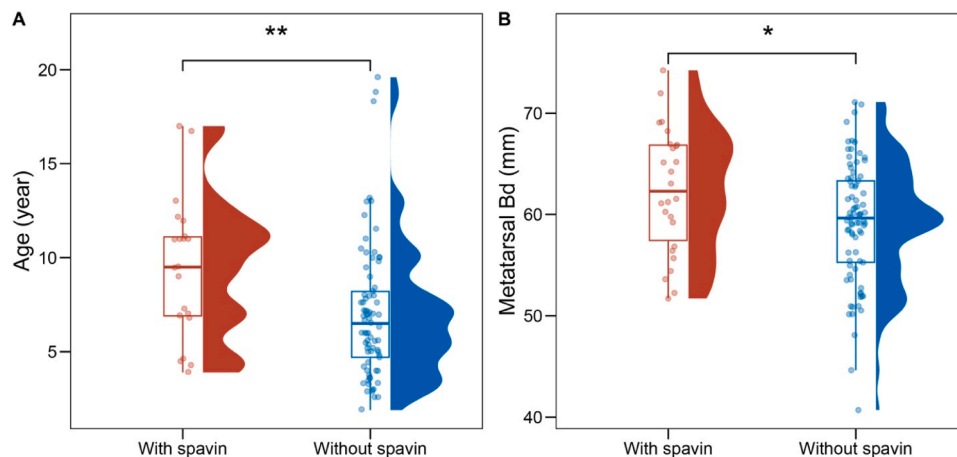 A
**
Age (year)
20
15
10
5
With spavin
Without spavin
B
*
Metatarsal Bd (mm)
70
60
50
40
With spavin
Without spavin